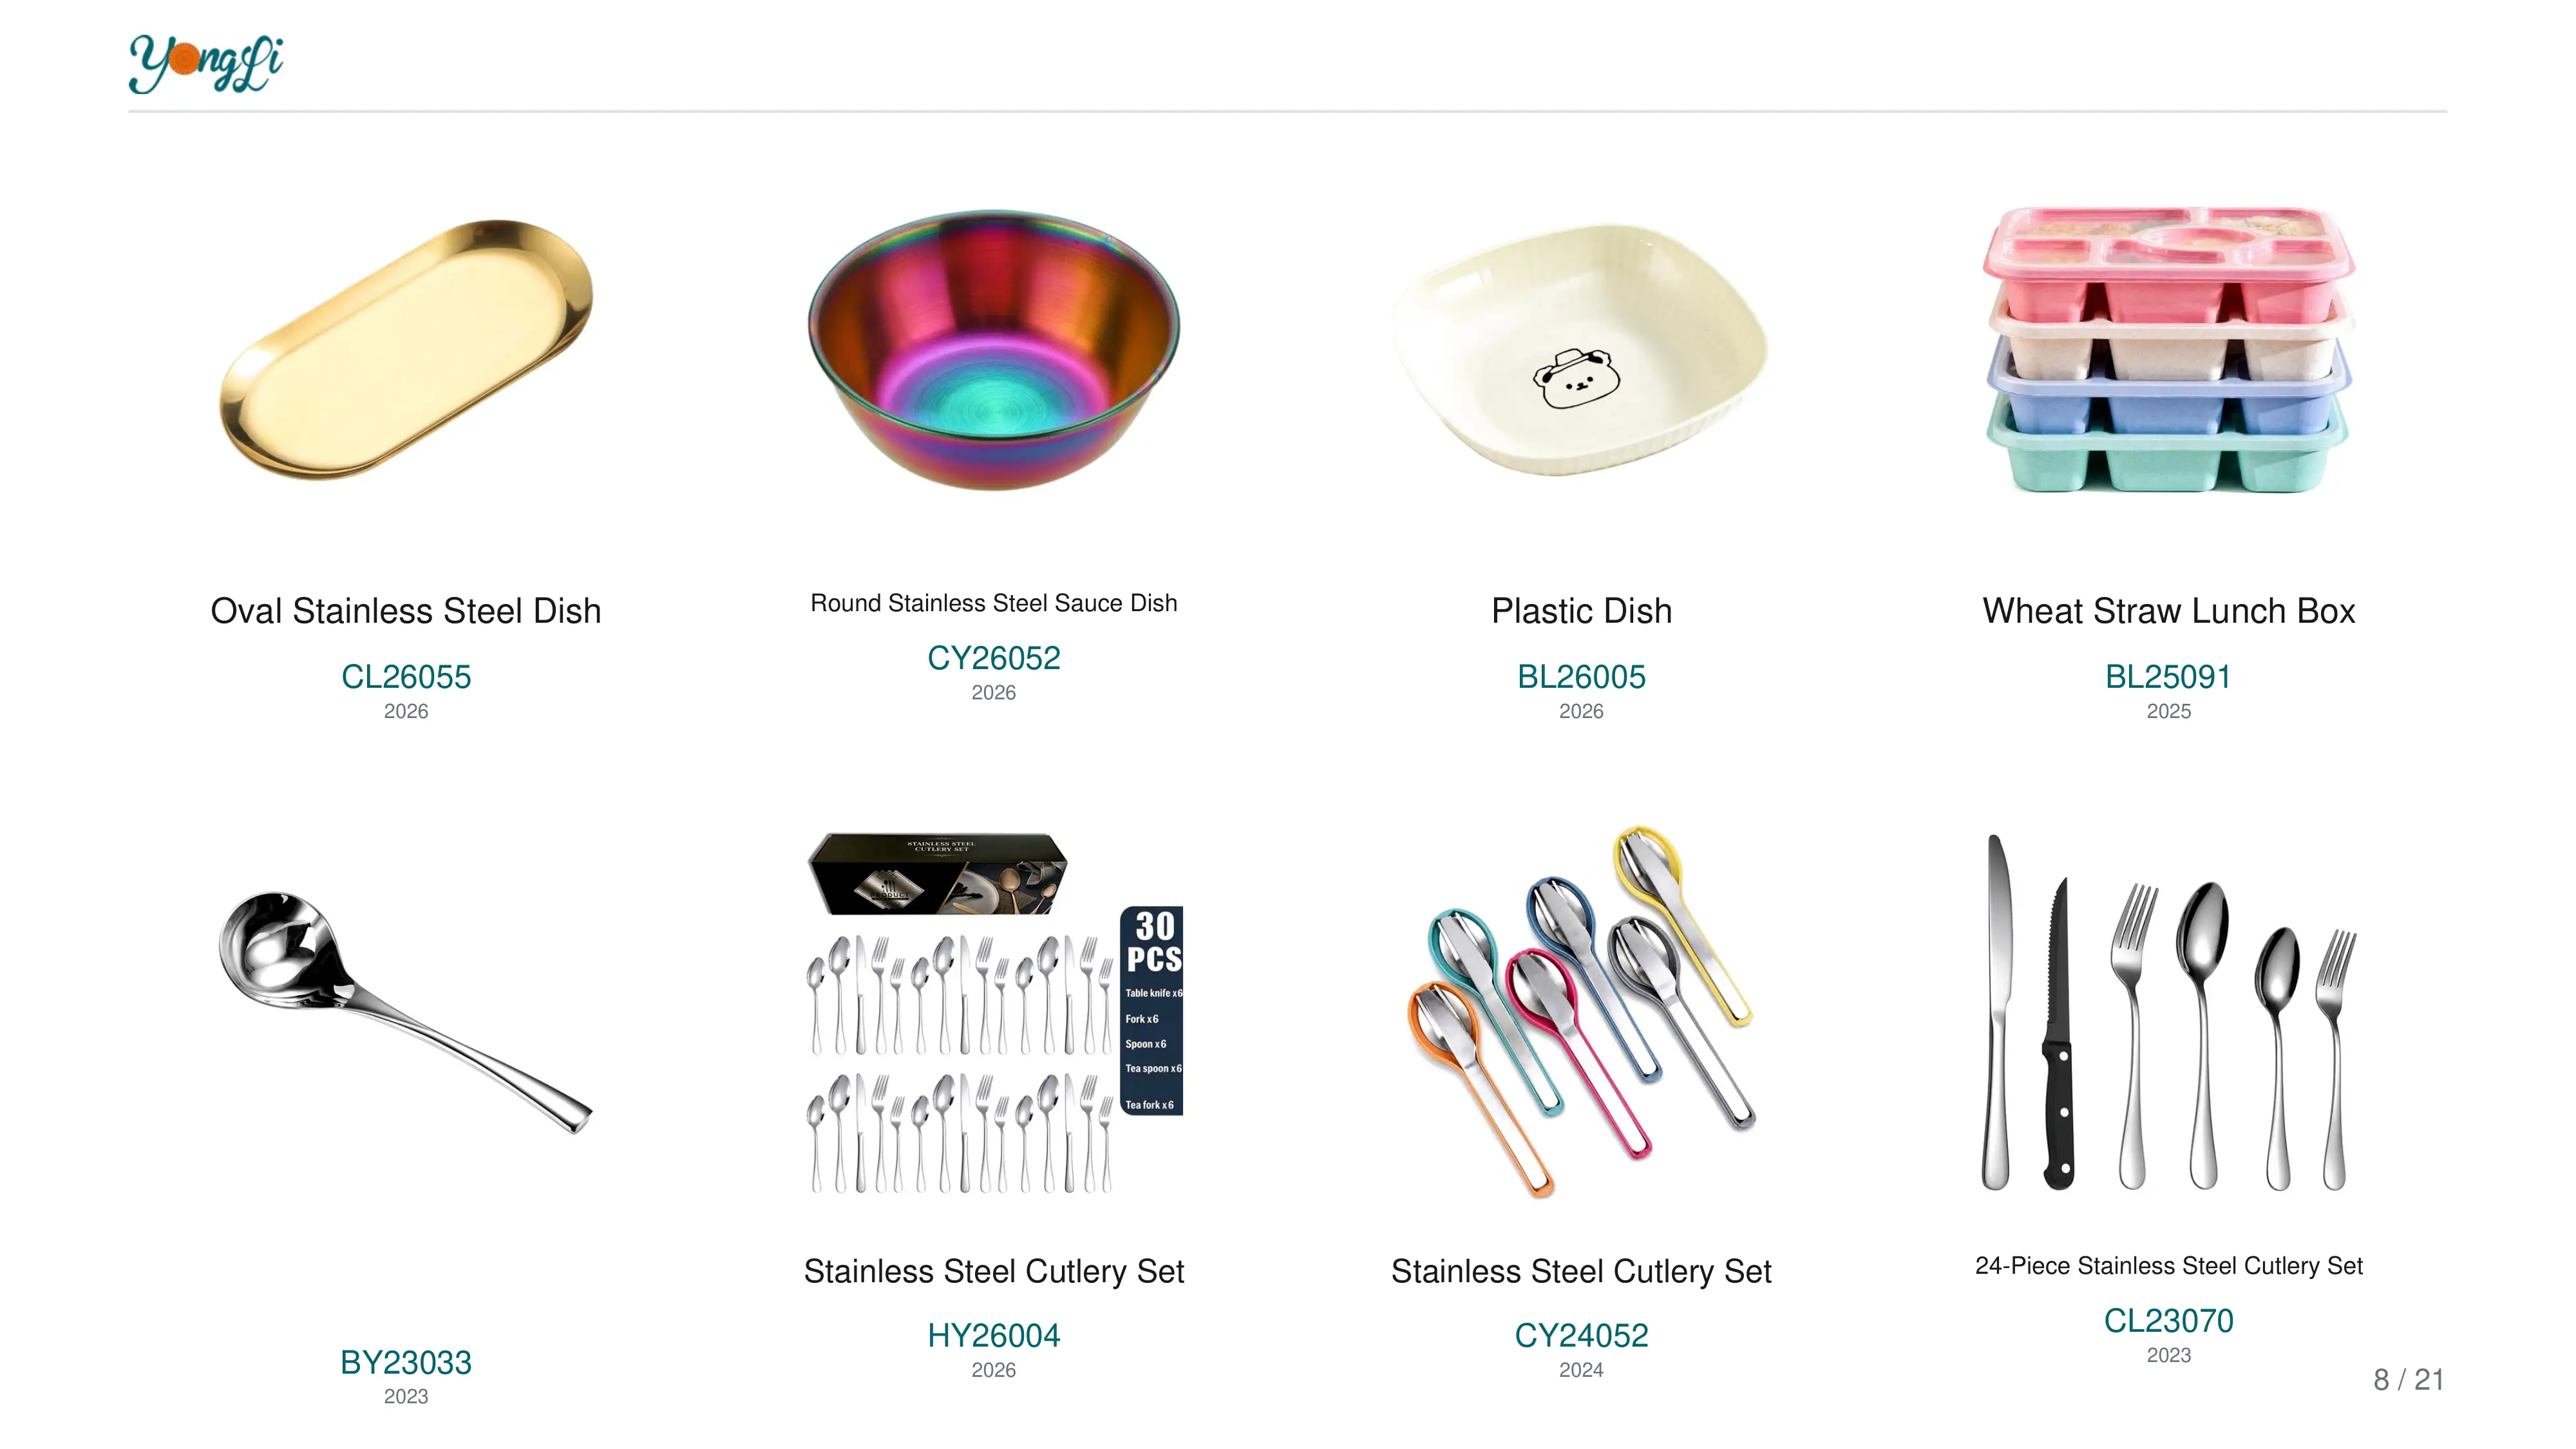 YongLi
Oval Stainless Steel Dish
CL26055
2026
Round Stainless Steel Sauce Dish
CY26052
2026
Plastic Dish
BL26005
2026
Wheat Straw Lunch Box
BL25091
2025
BY23033
2023
STAINLESS STEEL
CUTLERY SET
30
PCS
Table knife x6
Fork x6
Spoon x6
Tea spoon x6
Tea fork x6
Stainless Steel Cutlery Set
HY26004
2026
Stainless Steel Cutlery Set
CY24052
2024
24-Piece Stainless Steel Cutlery Set
CL23070
2023
8 / 21